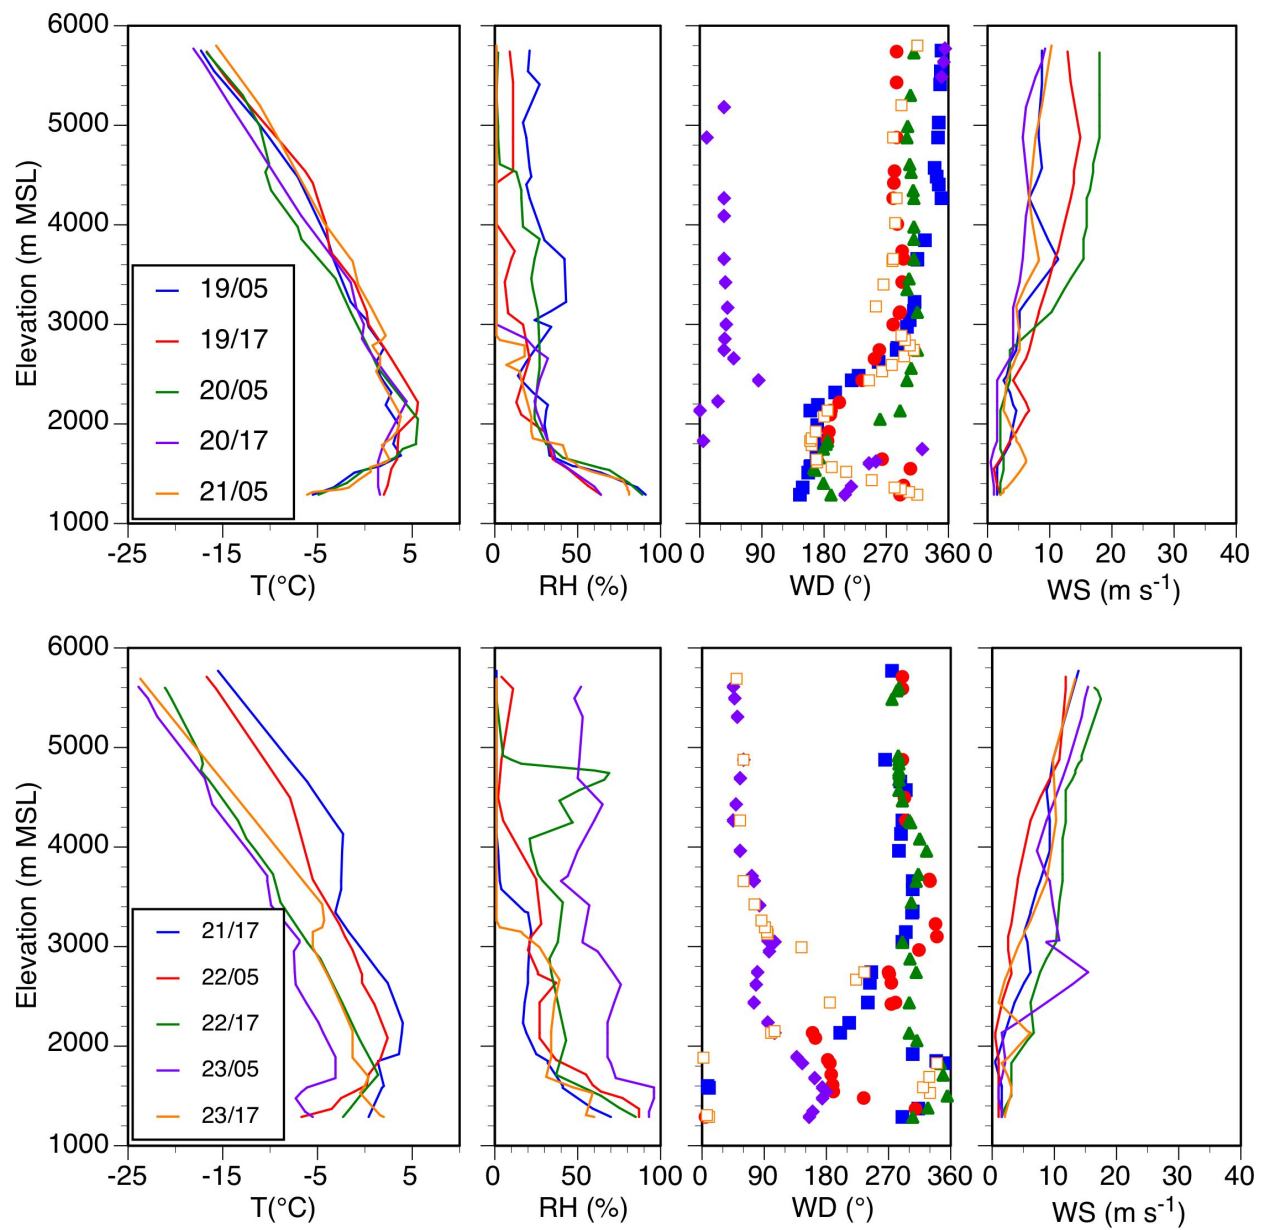 6000
5000
4000
3000
2000
1000
Elevation (m MSL)
19/05
19/17
20/05
20/17
21/05
-25 -15 -5 5
T(°C)
0 50 100
RH (%)
0 90 180 270 360
WD (°)
0 10 20 30 40
WS (m s-1)
6000
5000
4000
3000
2000
1000
Elevation (m MSL)
21/17
22/05
22/17
23/05
23/17
-25 -15 -5 5
T(°C)
0 50 100
RH (%)
0 90 180 270 360
WD (°)
0 10 20 30 40
WS (m s-1)